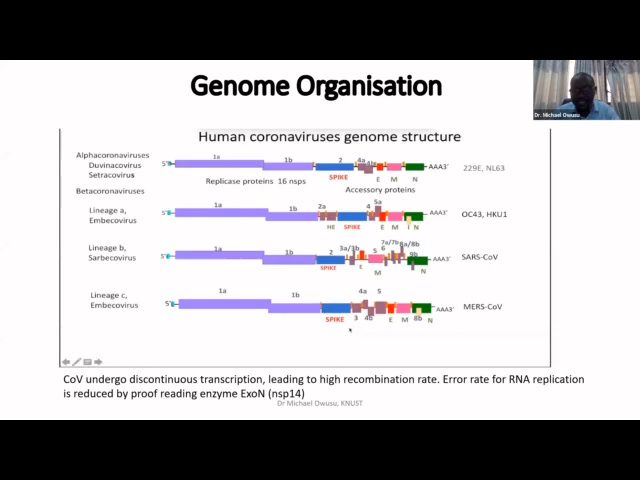 Genome Organisation
Dr. Michael Owusu
Human coronaviruses genome structure
Alphacoronaviruses
Duvinacovirus
Setracovirus
5'
1a
1b
2
4a
4b
AAA3'
229E, NL63
SPIKE
E
M
N
Replicase proteins 16 nsps
Accessory proteins
Betacoronaviruses
Lineage a,
Embecovirus
5'
1a
1b
2a
HE
SPIKE
4
5a
E
M
I
N
AAA3'
OC43, HKU1
Lineage b,
Sarbecovirus
5'
1a
1b
2
SPIKE
3a/3b
E
5
M
6
7a/7b
8a/8b
9b
N
AAA3'
SARS-CoV
Lineage c,
Embecovirus
5'
1a
1b
SPIKE
3
4a
4b
5
E
M
8b
N
AAA3'
MERS-CoV
CoV undergo discontinuous transcription, leading to high recombination rate. Error rate for RNA replication
is reduced by proof reading enzyme ExoN (nsp14)
Dr Michael Owusu, KNUST